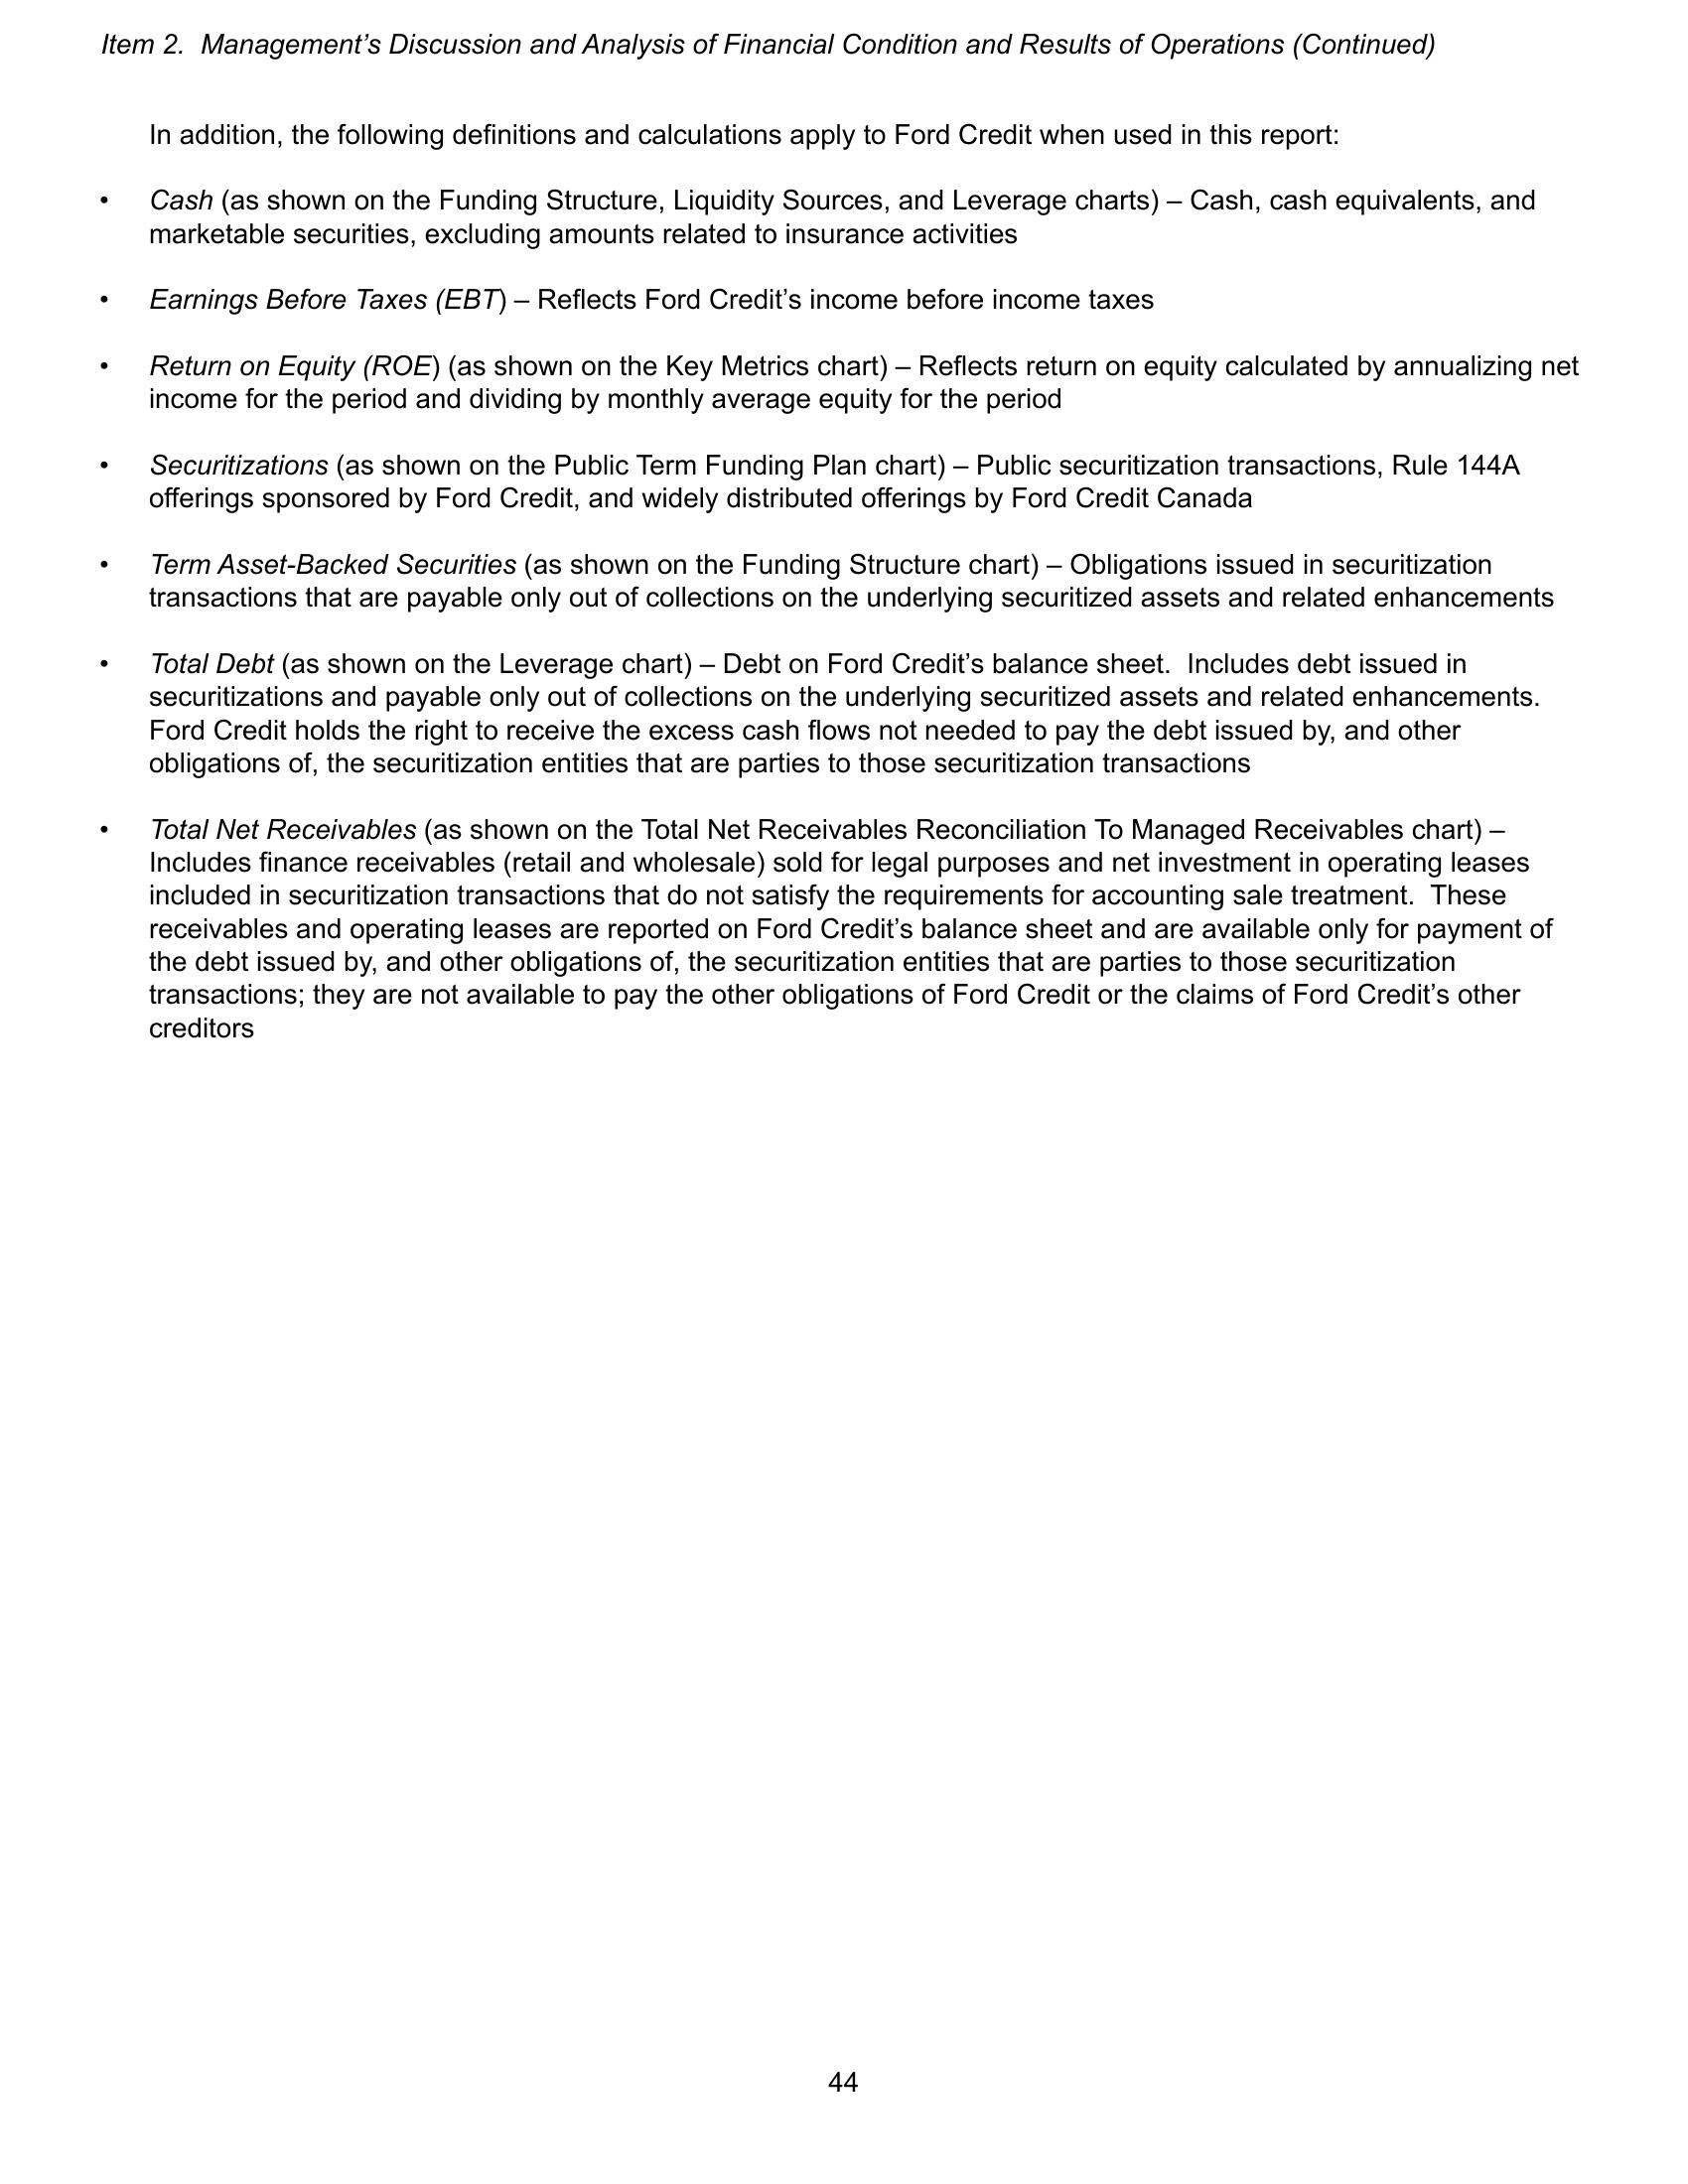 Item 2.  Management’s Discussion and Analysis of Financial Condition and Results of Operations (Continued)
In addition, the following definitions and calculations apply to Ford Credit when used in this report:
• Cash (as shown on the Funding Structure, Liquidity Sources, and Leverage charts) – Cash, cash equivalents, and
marketable securities, excluding amounts related to insurance activities
• Earnings Before Taxes (EBT) – Reflects Ford Credit’s income before income taxes
• Return on Equity (ROE) (as shown on the Key Metrics chart) – Reflects return on equity calculated by annualizing net
income for the period and dividing by monthly average equity for the period
• Securitizations (as shown on the Public Term Funding Plan chart) – Public securitization transactions, Rule 144A
offerings sponsored by Ford Credit, and widely distributed offerings by Ford Credit Canada
• Term Asset-Backed Securities (as shown on the Funding Structure chart) – Obligations issued in securitization
transactions that are payable only out of collections on the underlying securitized assets and related enhancements
• Total Debt (as shown on the Leverage chart) – Debt on Ford Credit’s balance sheet.  Includes debt issued in
securitizations and payable only out of collections on the underlying securitized assets and related enhancements.
Ford Credit holds the right to receive the excess cash flows not needed to pay the debt issued by, and other
obligations of, the securitization entities that are parties to those securitization transactions
• Total Net Receivables (as shown on the Total Net Receivables Reconciliation To Managed Receivables chart) –
Includes finance receivables (retail and wholesale) sold for legal purposes and net investment in operating leases
included in securitization transactions that do not satisfy the requirements for accounting sale treatment.  These
receivables and operating leases are reported on Ford Credit’s balance sheet and are available only for payment of
the debt issued by, and other obligations of, the securitization entities that are parties to those securitization
transactions; they are not available to pay the other obligations of Ford Credit or the claims of Ford Credit’s other
creditors
44